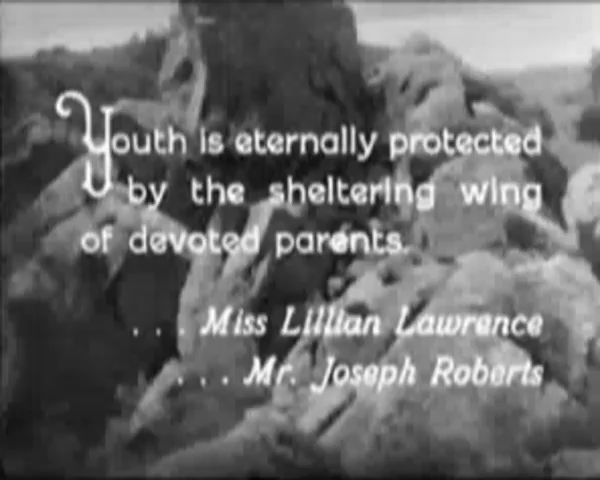 Youth is eternally protected
by the sheltering wing
of devoted parents.
. . . Miss Lillian Lawrence
. . . Mr. Joseph Roberts